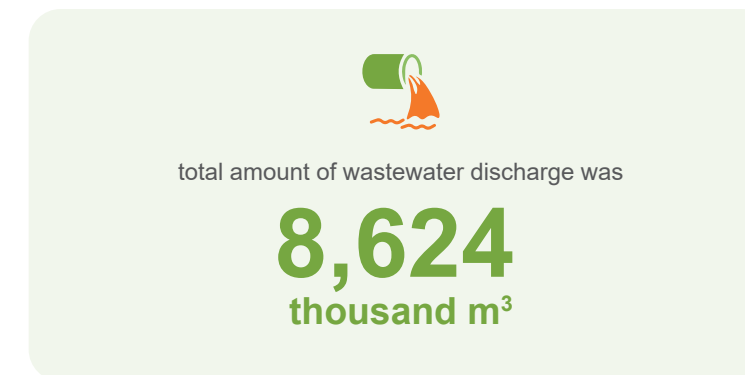 total amount of wastewater discharge was
8,624
thousand m³